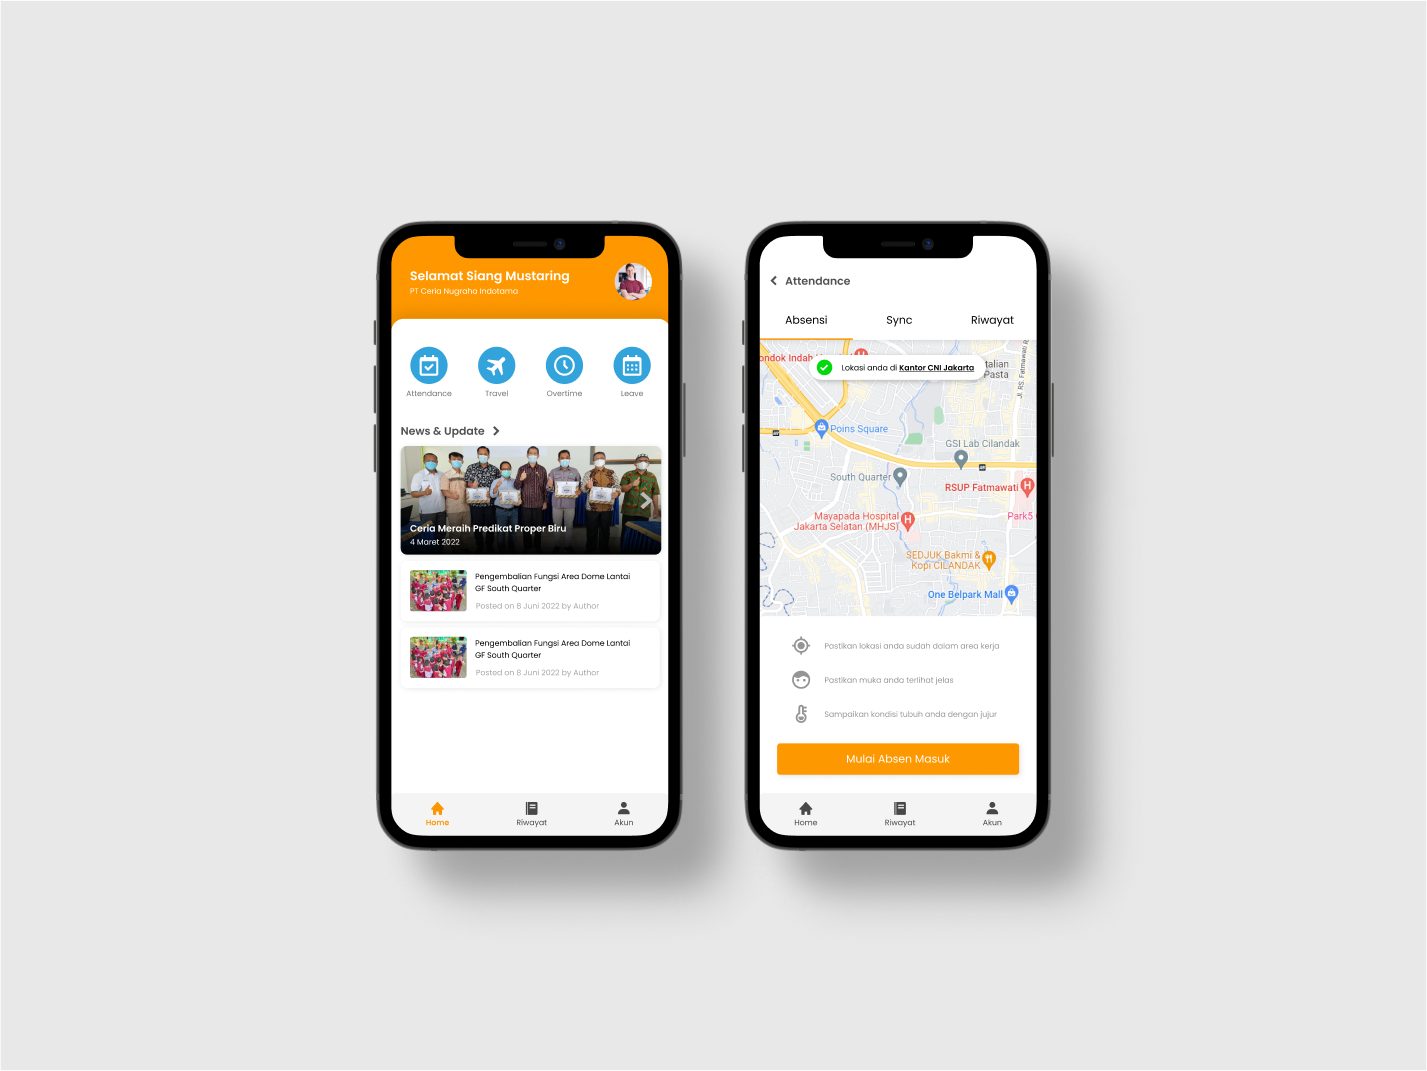 Selamat Siang Mustaring
PT Ceria Nugraha Indotama
Attendance
Travel
Overtime
Leave
News & Update
Ceria Meraih Predikat Proper Biru
4 Maret 2022
Pengembalian Fungsi Area Dome Lantai
GF South Quarter
Posted on 8 Juni 2022 by Author
Pengembalian Fungsi Area Dome Lantai
GF South Quarter
Posted on 8 Juni 2022 by Author
Home
Riwayat
Akun
Attendance
Absensi
Sync
Riwayat
ondok Indah
Lokasi anda di Kantor CNI Jakarta
talian
Pasta
Jl. RS. Fatmawati R
Poins Square
GSI Lab Cilandak
South Quarter
RSUP Fatmawati
Mayapada Hospital
Jakarta Selatan (MHJS)
Park5
SEDJUK Bakmi &
Kopi CILANDAK
One Belpark Mall
Pastikan lokasi anda sudah dalam area kerja
Pastikan muka anda terlihat jelas
Sampaikan kondisi tubuh anda dengan jujur
Mulai Absen Masuk
Home
Riwayat
Akun